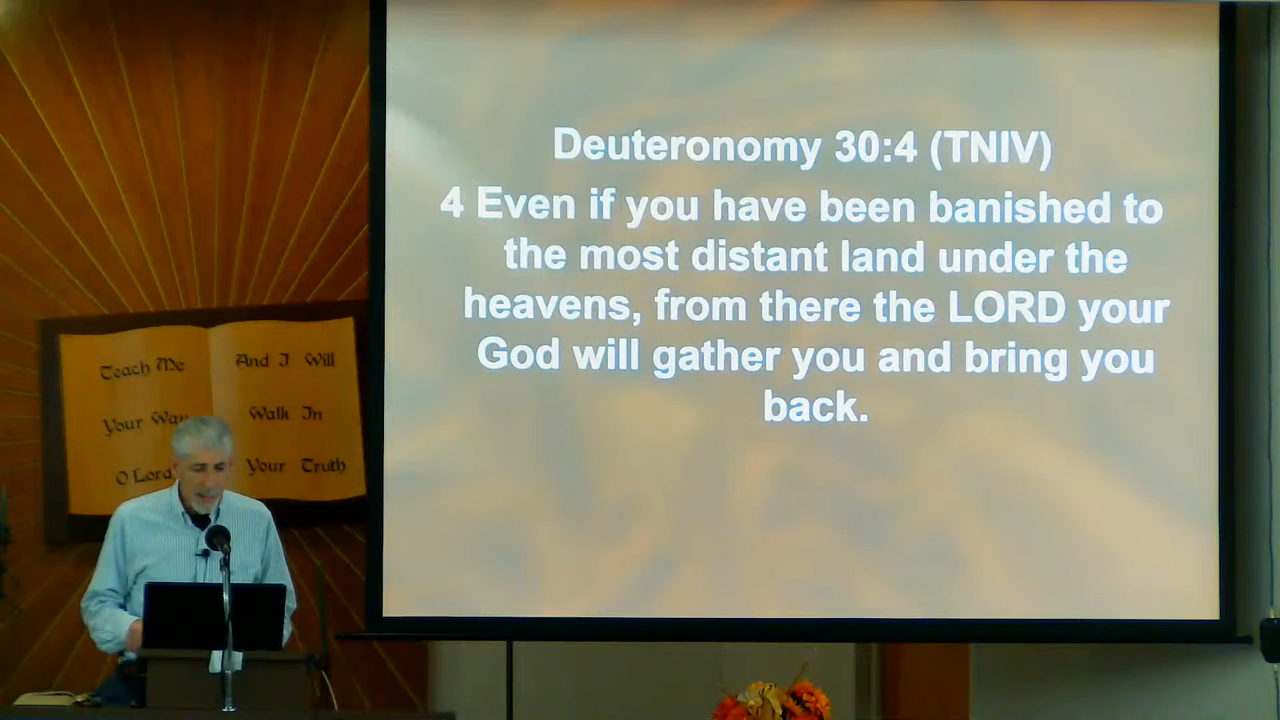 Deuteronomy 30:4 (TNIV)
4 Even if you have been banished to
the most distant land under the
heavens, from there the LORD your
God will gather you and bring you
back.
Teach Me
Your Way
O Lord
And I Will
Walk In
Your Truth